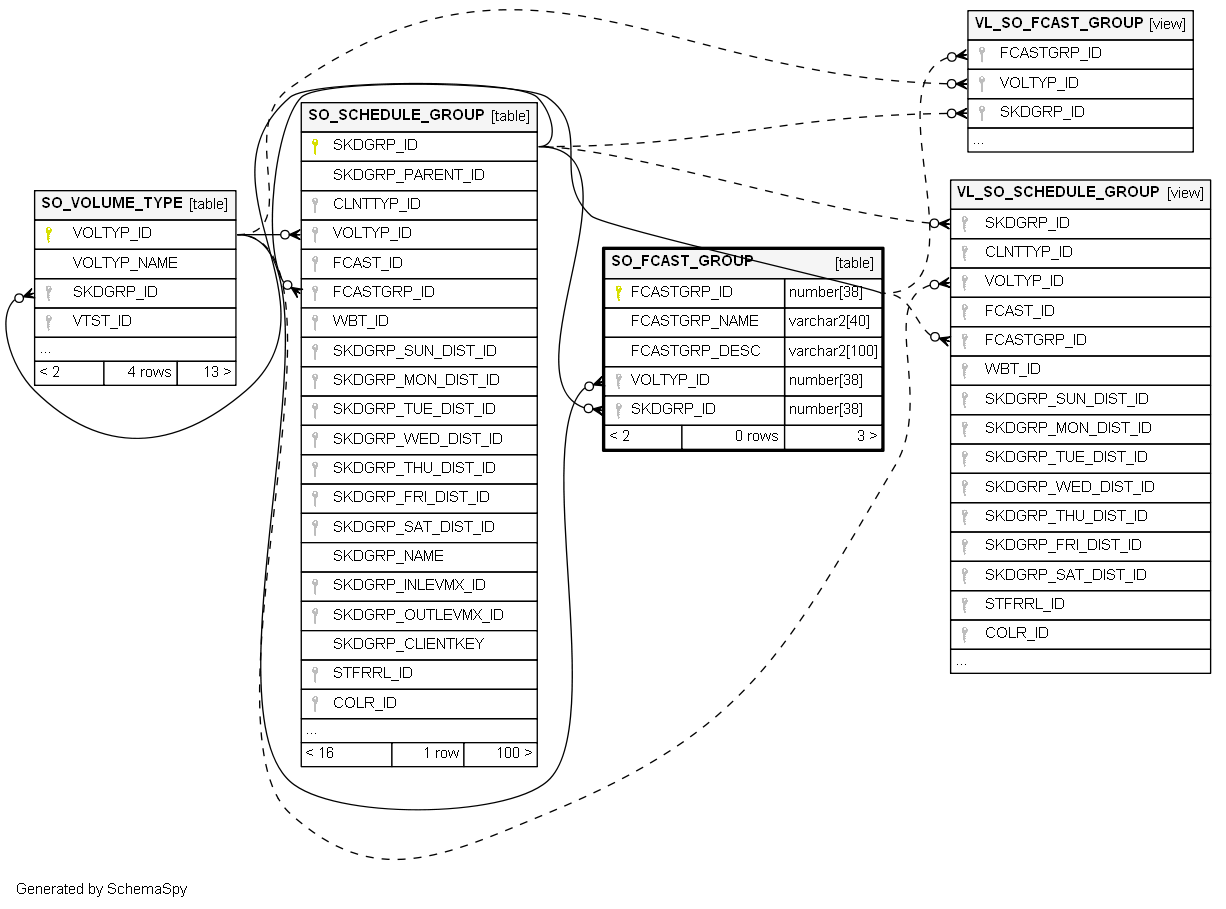 VL_SO_FCAST_GROUP [view]
FCASTGRP_ID
VOLTYP_ID
SKDGRP_ID
...
SO_SCHEDULE_GROUP [table]
SKDGRP_ID
SKDGRP_PARENT_ID
CLNTTYP_ID
VOLTYP_ID
FCAST_ID
FCASTGRP_ID
WBT_ID
SKDGRP_SUN_DIST_ID
SKDGRP_MON_DIST_ID
SKDGRP_TUE_DIST_ID
SKDGRP_WED_DIST_ID
SKDGRP_THU_DIST_ID
SKDGRP_FRI_DIST_ID
SKDGRP_SAT_DIST_ID
SKDGRP_NAME
SKDGRP_INLEVMX_ID
SKDGRP_OUTLEVMX_ID
SKDGRP_CLIENTKEY
STFRRL_ID
COLR_ID
...
< 16 1 row 100 >
SO_VOLUME_TYPE [table]
VOLTYP_ID
VOLTYP_NAME
SKDGRP_ID
VTST_ID
...
< 2 4 rows 13 >
SO_FCAST_GROUP [table]
FCASTGRP_ID number[38]
FCASTGRP_NAME varchar2[40]
FCASTGRP_DESC varchar2[100]
VOLTYP_ID number[38]
SKDGRP_ID number[38]
< 2 0 rows 3 >
VL_SO_SCHEDULE_GROUP [view]
SKDGRP_ID
CLNTTYP_ID
VOLTYP_ID
FCAST_ID
FCASTGRP_ID
WBT_ID
SKDGRP_SUN_DIST_ID
SKDGRP_MON_DIST_ID
SKDGRP_TUE_DIST_ID
SKDGRP_WED_DIST_ID
SKDGRP_THU_DIST_ID
SKDGRP_FRI_DIST_ID
SKDGRP_SAT_DIST_ID
STFRRL_ID
COLR_ID
...
Generated by SchemaSpy